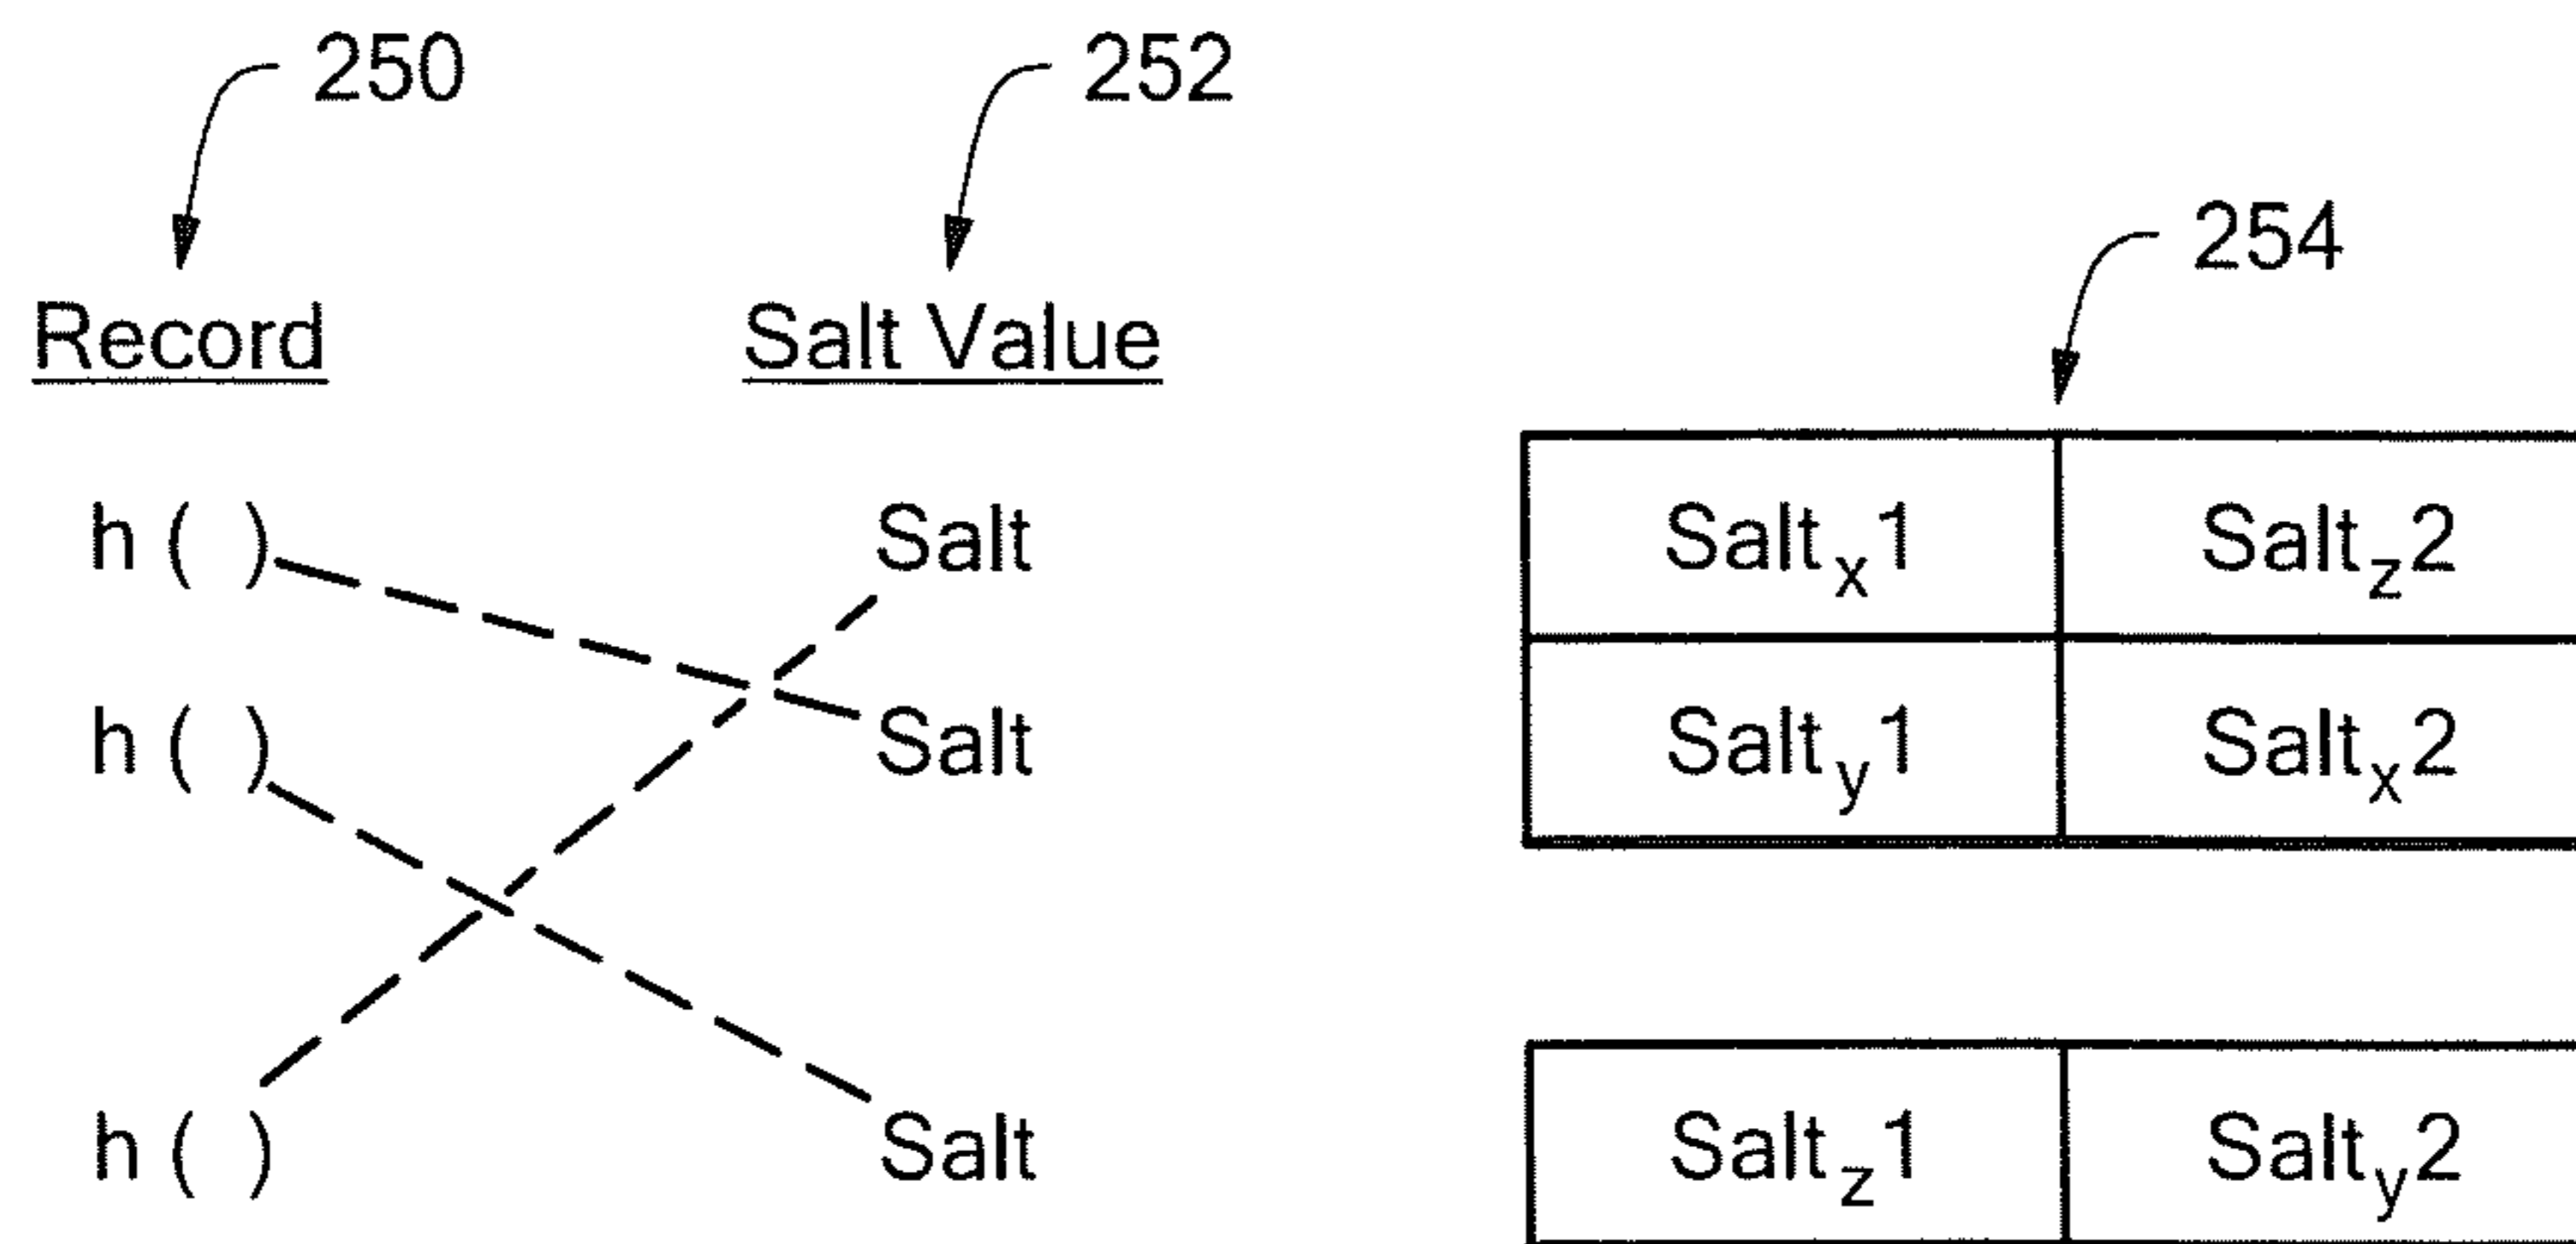 250 252
254
Record Salt Value
h ( ) Salt Saltx1 Saltz2
h ( ) Salt Salty1 Saltx2
h ( ) Salt Saltz1 Salty2